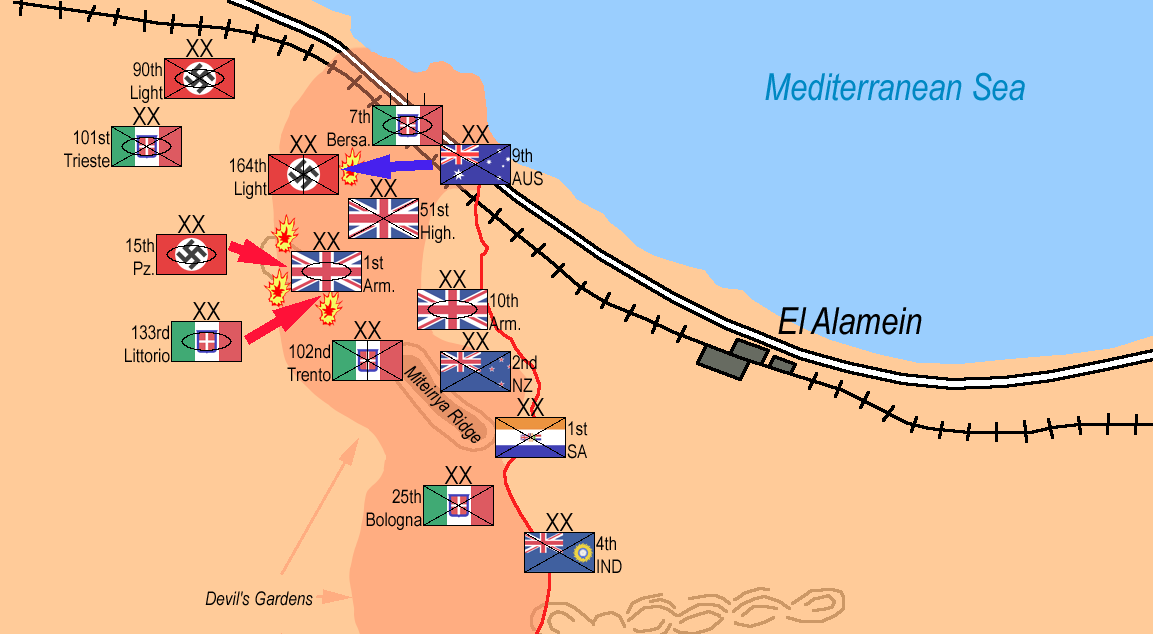 XX
90th
Light
Mediterranean Sea
XX
101st
Trieste
7th
Bersa.
XX
9th
AUS
XX
164th
Light
XX
51st
High.
XX
15th
Pz.
XX
1st
Arm.
XX
10th
Arm.
XX
133rd
Littorio
El Alamein
XX
102nd
Trento
XX
2nd
NZ
Miteiriya Ridge
XX
1st
SA
XX
25th
Bologna
XX
4th
IND
Devil's Gardens